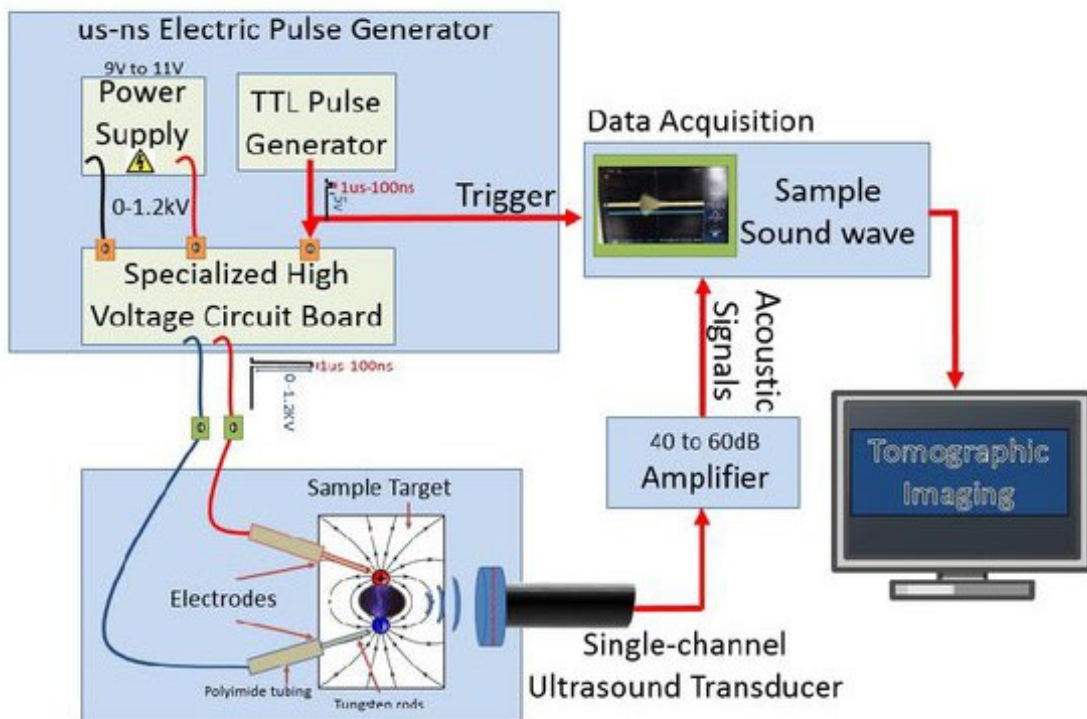 us-ns Electric Pulse Generator
9V to 11V
Power
Supply
TTL Pulse
Generator
0-1.2kV
1us-100ns
5v
Trigger
Specialized High
Voltage Circuit Board
1us-100ns
0-1.2KV
Data Acquisition
Sample
Sound wave
Acoustic
Signals
40 to 60dB
Amplifier
Tomographic
Imaging
Sample Target
Electrodes
Polyimide tubing
Tungsten rods
Single-channel
Ultrasound Transducer